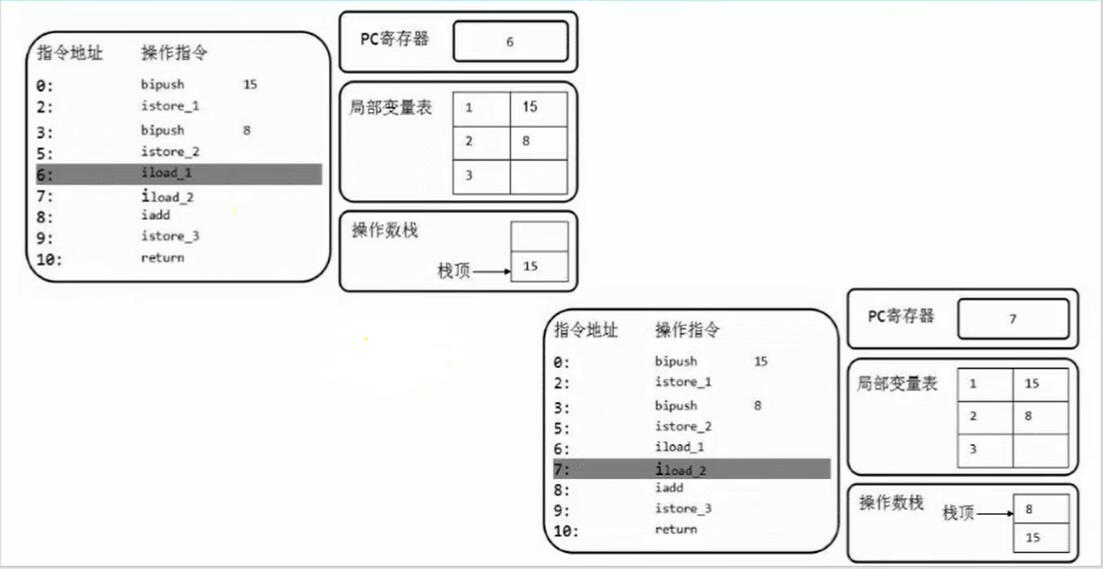 指令地址 操作指令
0: bipush 15
2: istore_1
3: bipush 8
5: istore_2
6: iload_1
7: iload_2
8: iadd
9: istore_3
10: return
PC寄存器 6
局部变量表
1 15
2 8
3
操作数栈
栈顶 15
指令地址 操作指令
0: bipush 15
2: istore_1
3: bipush 8
5: istore_2
6: iload_1
7: iload_2
8: iadd
9: istore_3
10: return
PC寄存器 7
局部变量表
1 15
2 8
3
操作数栈
栈顶 8
15